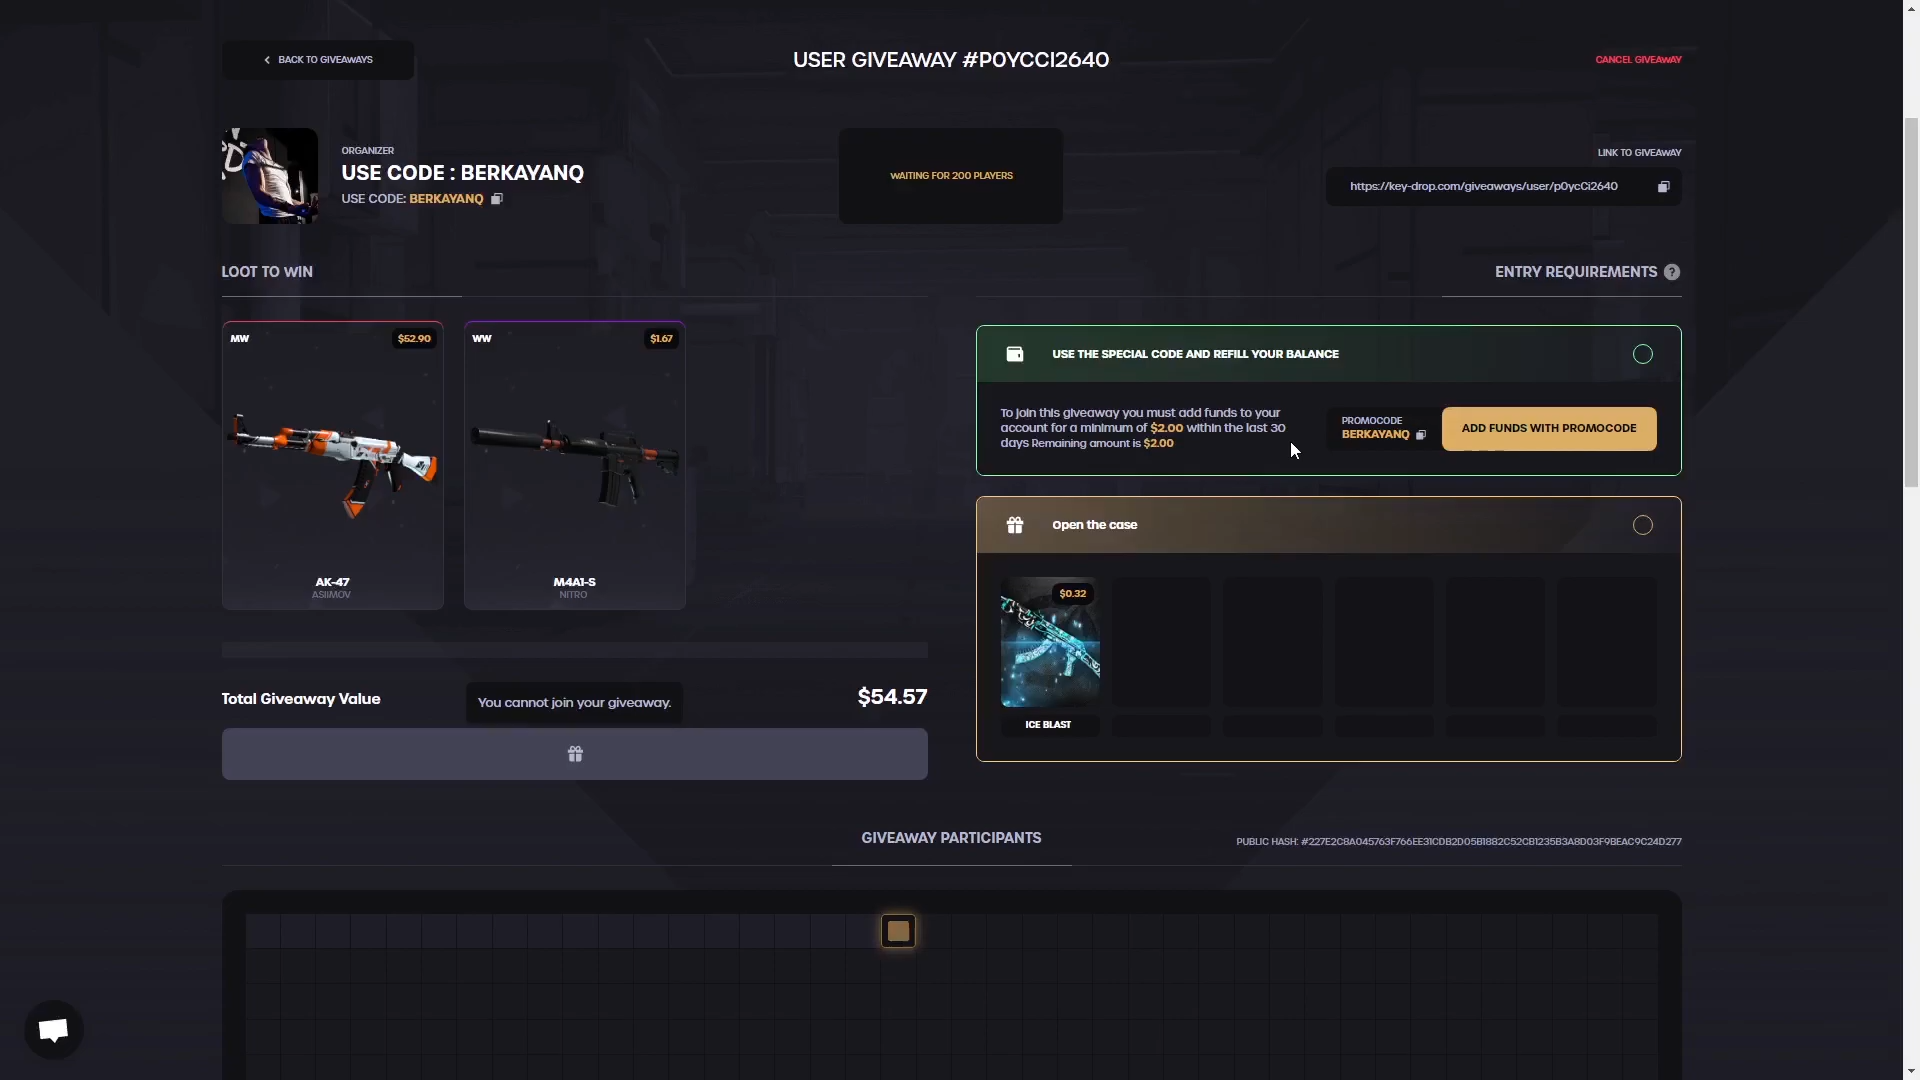 BACK TO GIVEAWAYS
USER GIVEAWAY #P0YCCI2640
CANCEL GIVEAWAY
ORGANIZER
USE CODE : BERKAYANQ
USE CODE: BERKAYANQ
WAITING FOR 200 PLAYERS
LINK TO GIVEAWAY
https://key-drop.com/giveaways/user/p0ycCi2640
LOOT TO WIN
ENTRY REQUIREMENTS ?
MW
$52.90
AK-47
ASIIMOV
WW
$1.67
M4A1-S
NITRO
USE THE SPECIAL CODE AND REFILL YOUR BALANCE
To join this giveaway you must add funds to your
account for a minimum of $2.00 within the last 30
days Remaining amount is $2.00
PROMOCODE
BERKAYANQ
ADD FUNDS WITH PROMOCODE
Open the case
$0.32
ICE BLAST
Total Giveaway Value
You cannot join your giveaway.
$54.57
GIVEAWAY PARTICIPANTS
PUBLIC HASH: #227E2C8A045763F766EE31CDB2D05B1882C52CB1235B3A8D03F9BEAC9C24D277